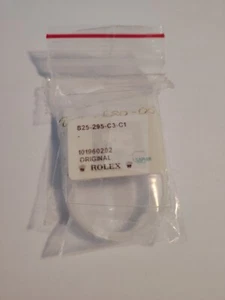 B25-295-C3-C1
-
101960202
ORIGINAL
ROLEX